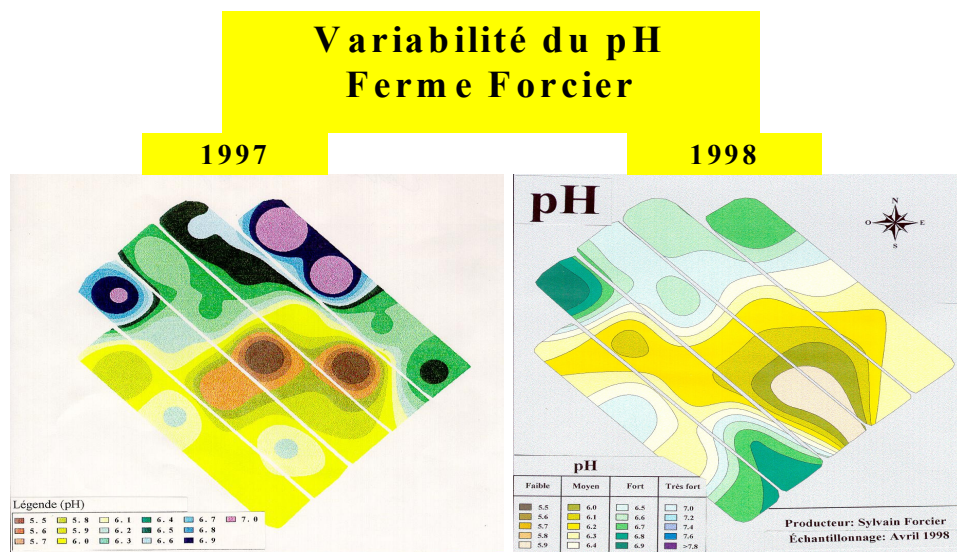 Variabilité du pH
Ferme Forcier
1997
1998
pH
N
O E
S
Légende (pH)
5.5 5.8 6.1 6.4 6.7 7.0
5.6 5.9 6.2 6.5 6.8
5.7 6.0 6.3 6.6 6.9
pH
Faible Moyen Fort Très fort
5.5 6.0 6.5 7.0
5.6 6.1 6.6 7.2
5.7 6.2 6.7 7.4
5.8 6.3 6.8 7.6
5.9 6.4 6.9 >7.8
Producteur: Sylvain Forcier
Échantillonnage: Avril 1998